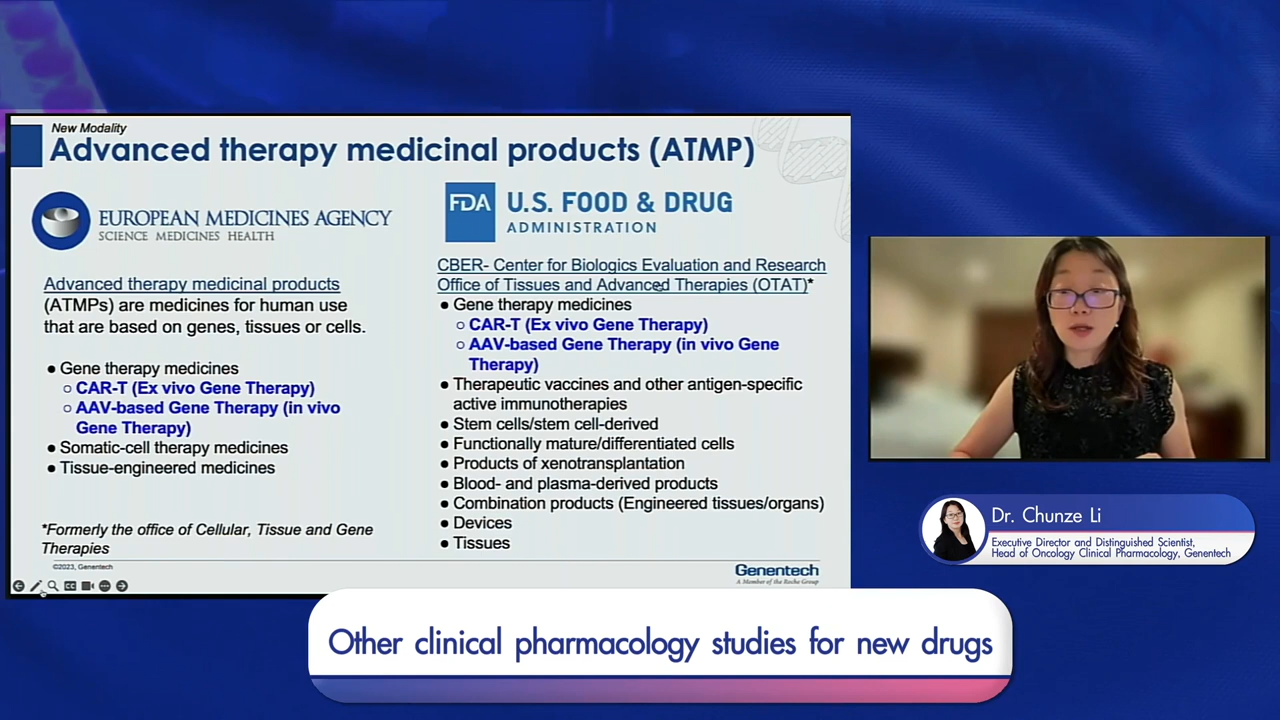 New Modality
Advanced therapy medicinal products (ATMP)
EUROPEAN MEDICINES AGENCY
SCIENCE MEDICINES HEALTH
Advanced therapy medicinal products
(ATMPs) are medicines for human use
that are based on genes, tissues or cells.
● Gene therapy medicines
○ CAR-T (Ex vivo Gene Therapy)
○ AAV-based Gene Therapy (in vivo
Gene Therapy)
● Somatic-cell therapy medicines
● Tissue-engineered medicines
*Formerly the office of Cellular, Tissue and Gene
Therapies
©2023, Genentech
FDA
U.S. FOOD & DRUG
ADMINISTRATION
CBER- Center for Biologics Evaluation and Research
Office of Tissues and Advanced Therapies (OTAT)*
● Gene therapy medicines
○ CAR-T (Ex vivo Gene Therapy)
○ AAV-based Gene Therapy (in vivo Gene
Therapy)
● Therapeutic vaccines and other antigen-specific
active immunotherapies
● Stem cells/stem cell-derived
● Functionally mature/differentiated cells
● Products of xenotransplantation
● Blood- and plasma-derived products
● Combination products (Engineered tissues/organs)
● Devices
● Tissues
Genentech
A Member of the Roche Group
CC
Dr. Chunze Li
Executive Director and Distinguished Scientist,
Head of Oncology Clinical Pharmacology, Genentech
Other clinical pharmacology studies for new drugs